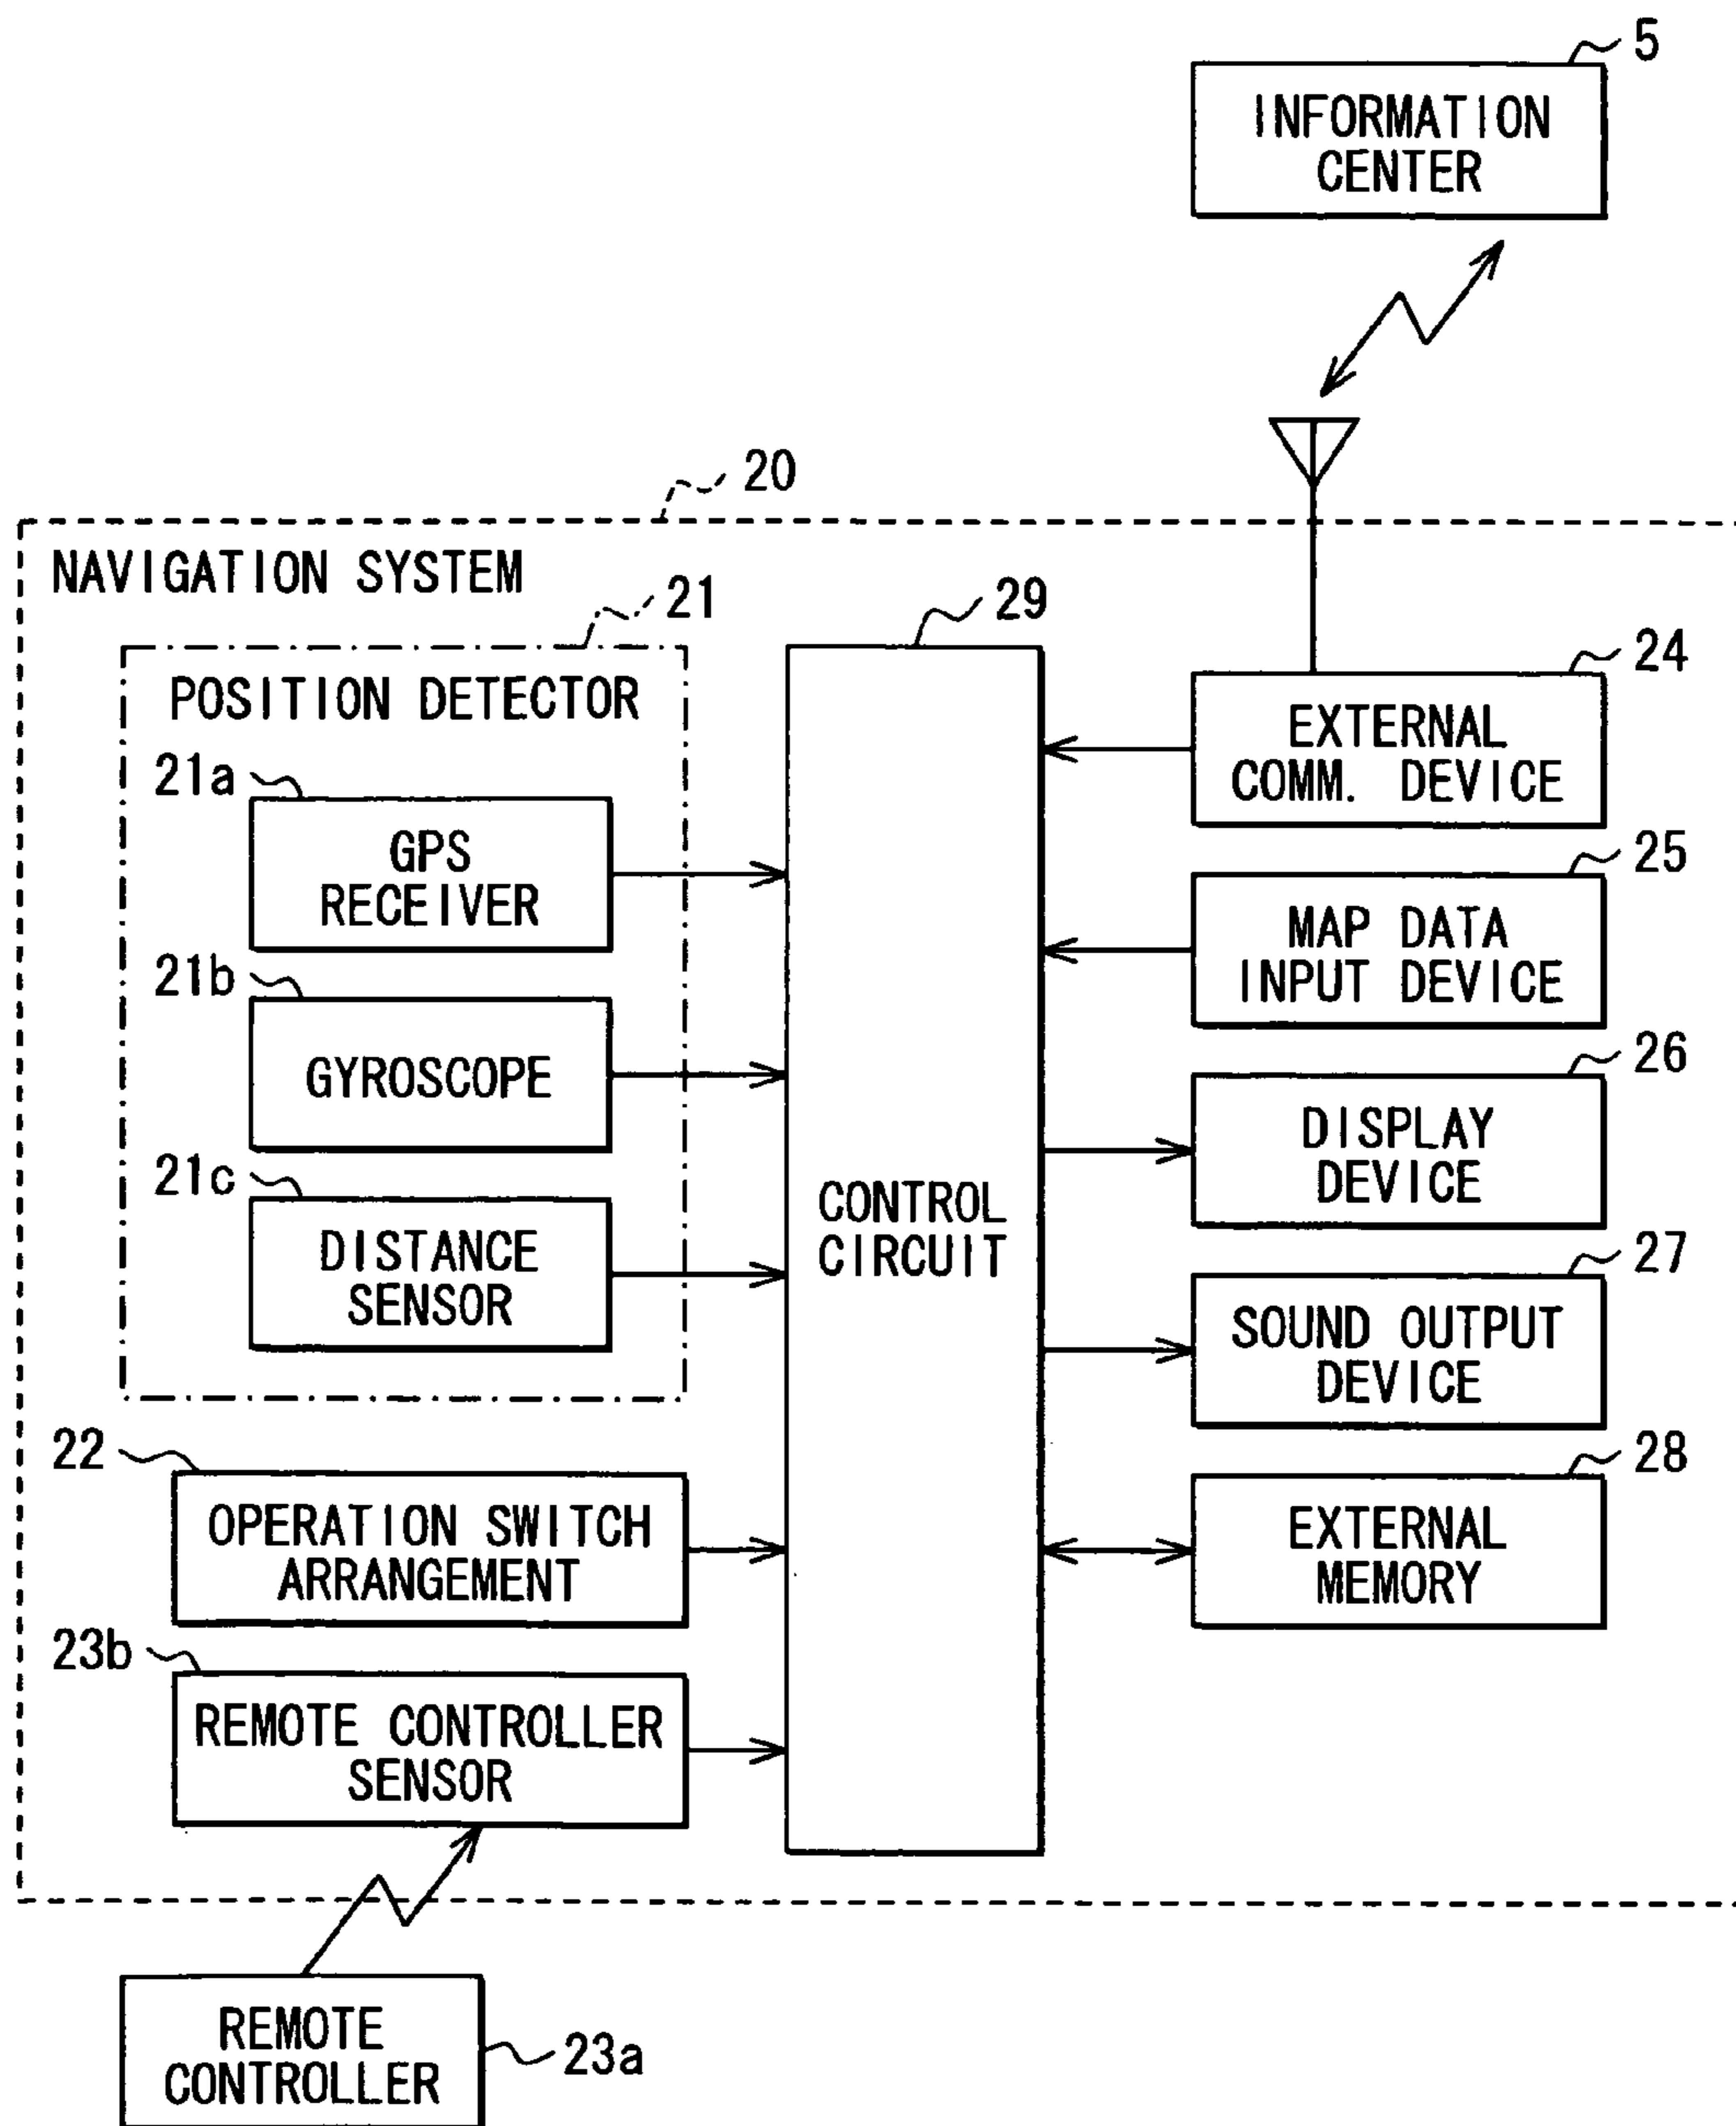 5
INFORMATION
CENTER
20
NAVIGATION SYSTEM
21
POSITION DETECTOR
21a
GPS
RECEIVER
21b
GYROSCOPE
21c
DISTANCE
SENSOR
22
OPERATION SWITCH
ARRANGEMENT
23b
REMOTE CONTROLLER
SENSOR
REMOTE
CONTROLLER
23a
29
CONTROL
CIRCUIT
24
EXTERNAL
COMM. DEVICE
25
MAP DATA
INPUT DEVICE
26
DISPLAY
DEVICE
27
SOUND OUTPUT
DEVICE
28
EXTERNAL
MEMORY